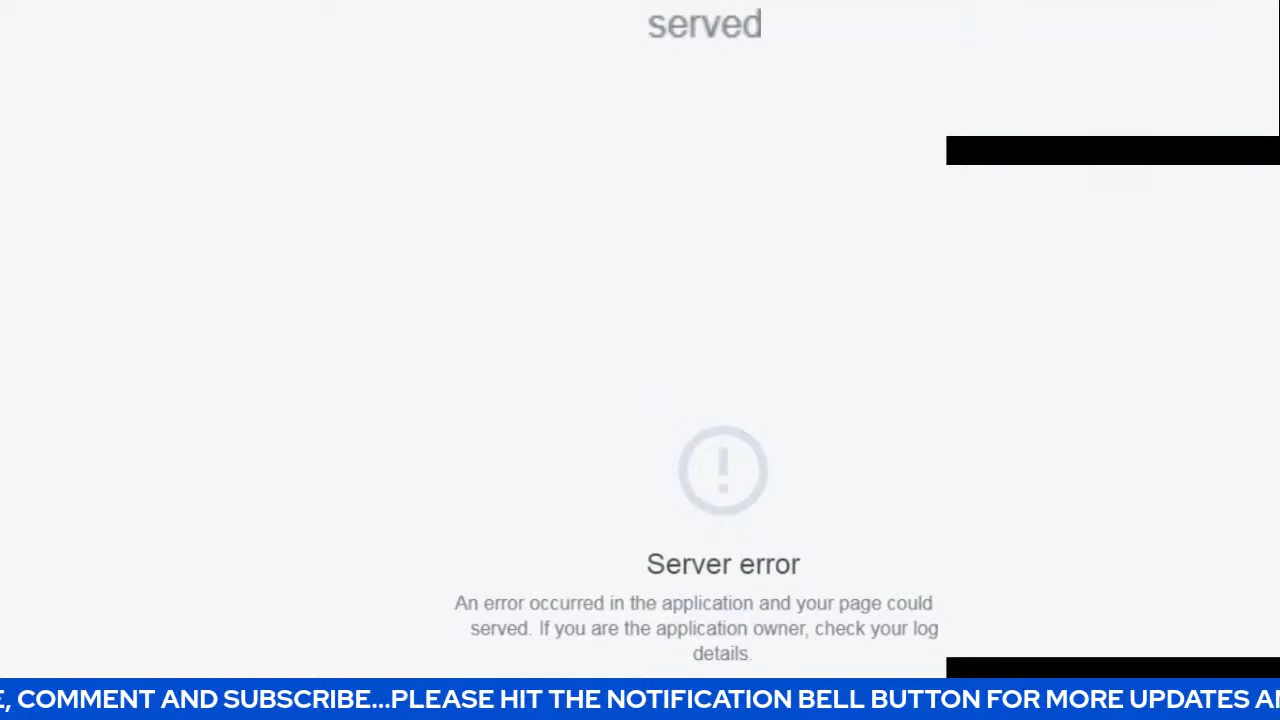 served
Server error
An error occurred in the application and your page could
served. If you are the application owner, check your log
details.
E, COMMENT AND SUBSCRIBE...PLEASE HIT THE NOTIFICATION BELL BUTTON FOR MORE UPDATES AN